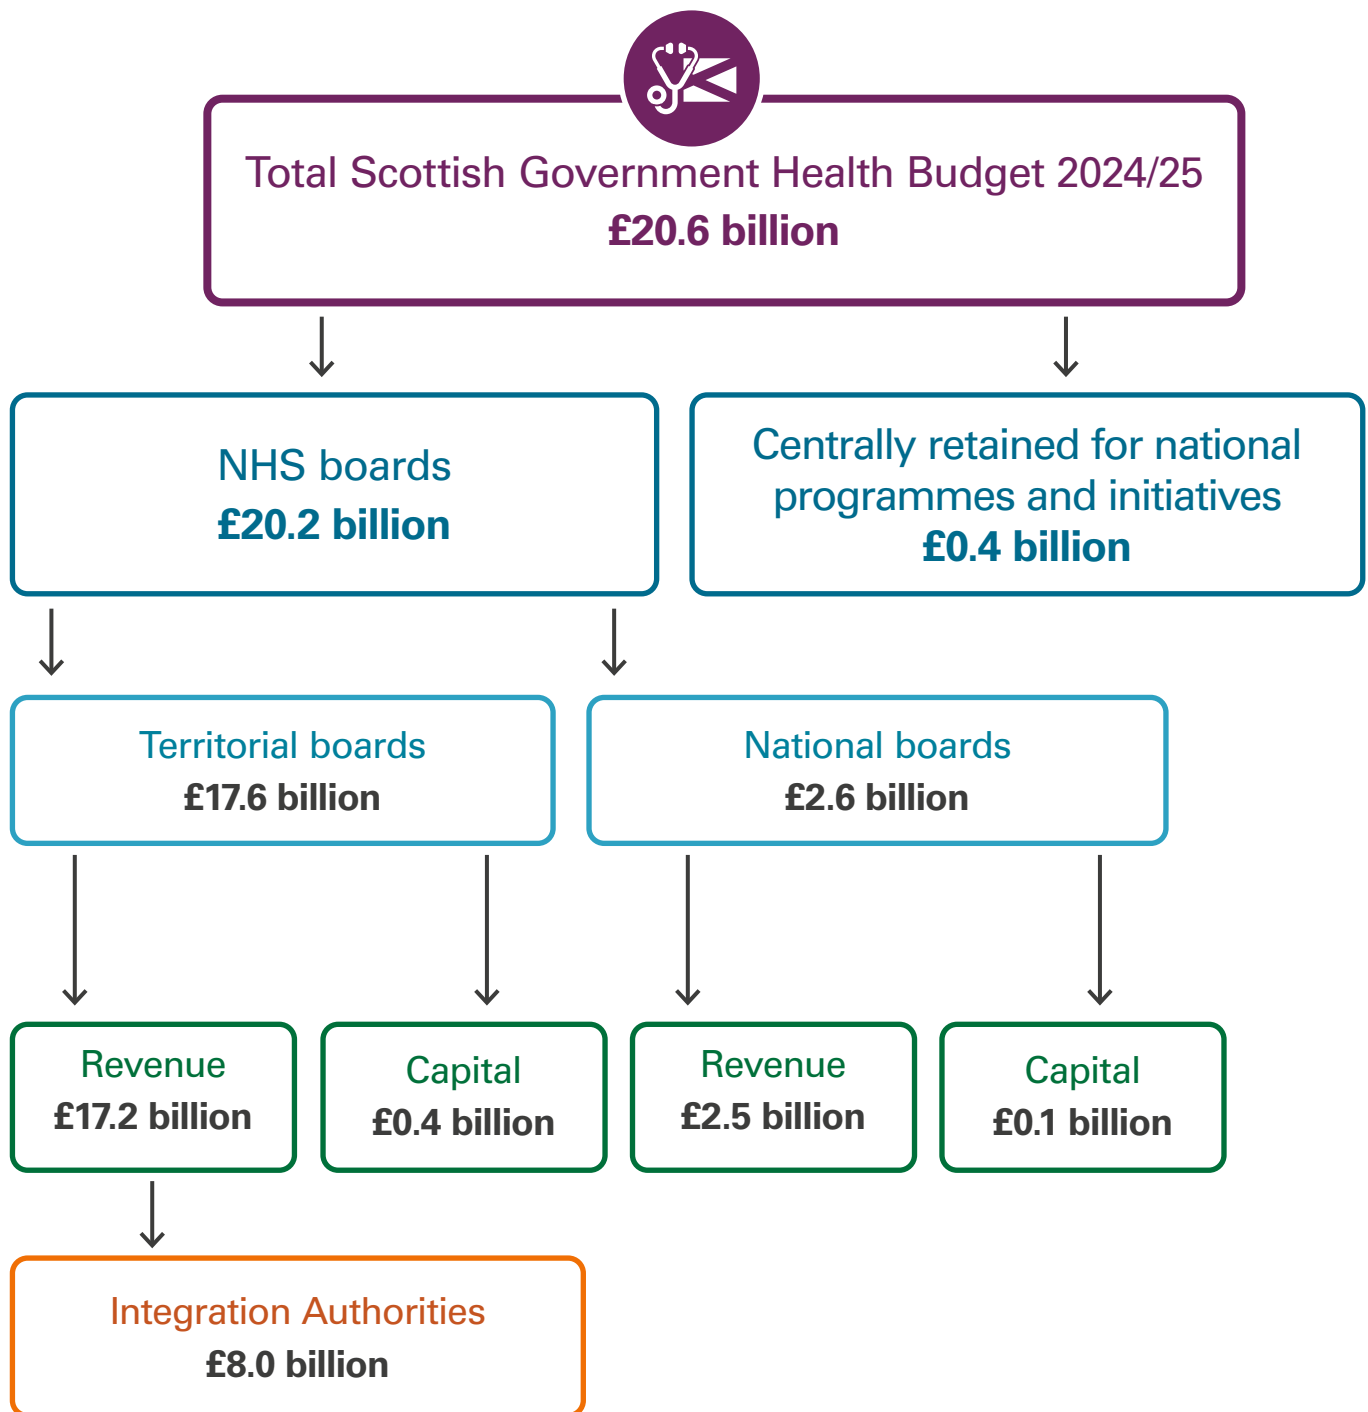 Total Scottish Government Health Budget 2024/25
£20.6 billion
NHS boards
£20.2 billion
Centrally retained for national
programmes and initiatives
£0.4 billion
Territorial boards
£17.6 billion
National boards
£2.6 billion
Revenue
£17.2 billion
Capital
£0.4 billion
Revenue
£2.5 billion
Capital
£0.1 billion
Integration Authorities
£8.0 billion